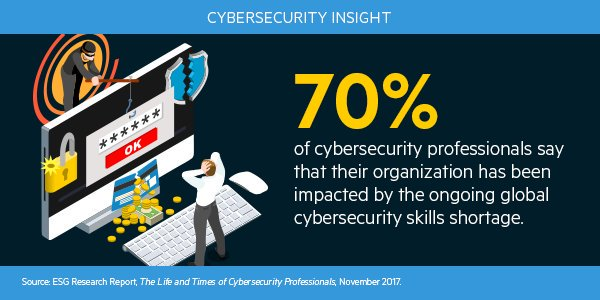 CYBERSECURITY INSIGHT
******
OK
70%
of cybersecurity professionals say
that their organization has been
impacted by the ongoing global
cybersecurity skills shortage.
Source: ESG Research Report, The Life and Times of Cybersecurity Professionals, November 2017.